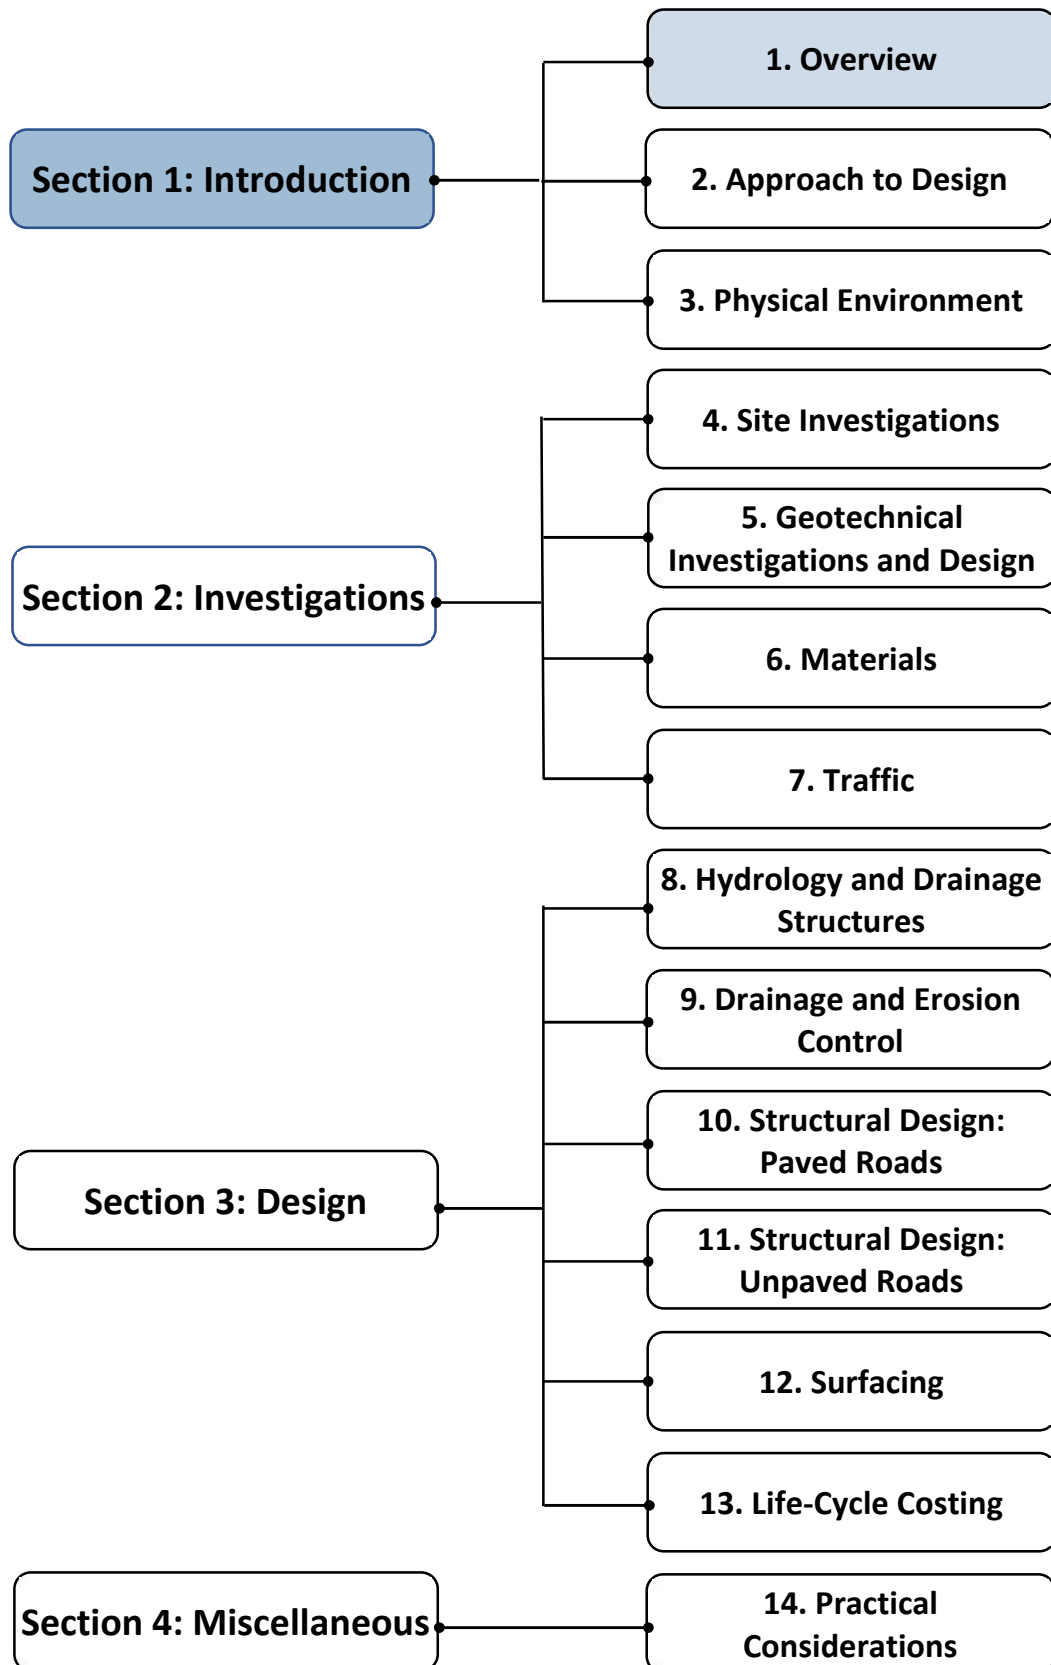 1. Overview
Section 1: Introduction
2. Approach to Design
3. Physical Environment
4. Site Investigations
5. Geotechnical
Investigations and Design
Section 2: Investigations
6. Materials
7. Traffic
8. Hydrology and Drainage
Structures
9. Drainage and Erosion
Control
10. Structural Design:
Paved Roads
Section 3: Design
11. Structural Design:
Unpaved Roads
12. Surfacing
13. Life-Cycle Costing
Section 4: Miscellaneous
14. Practical
Considerations